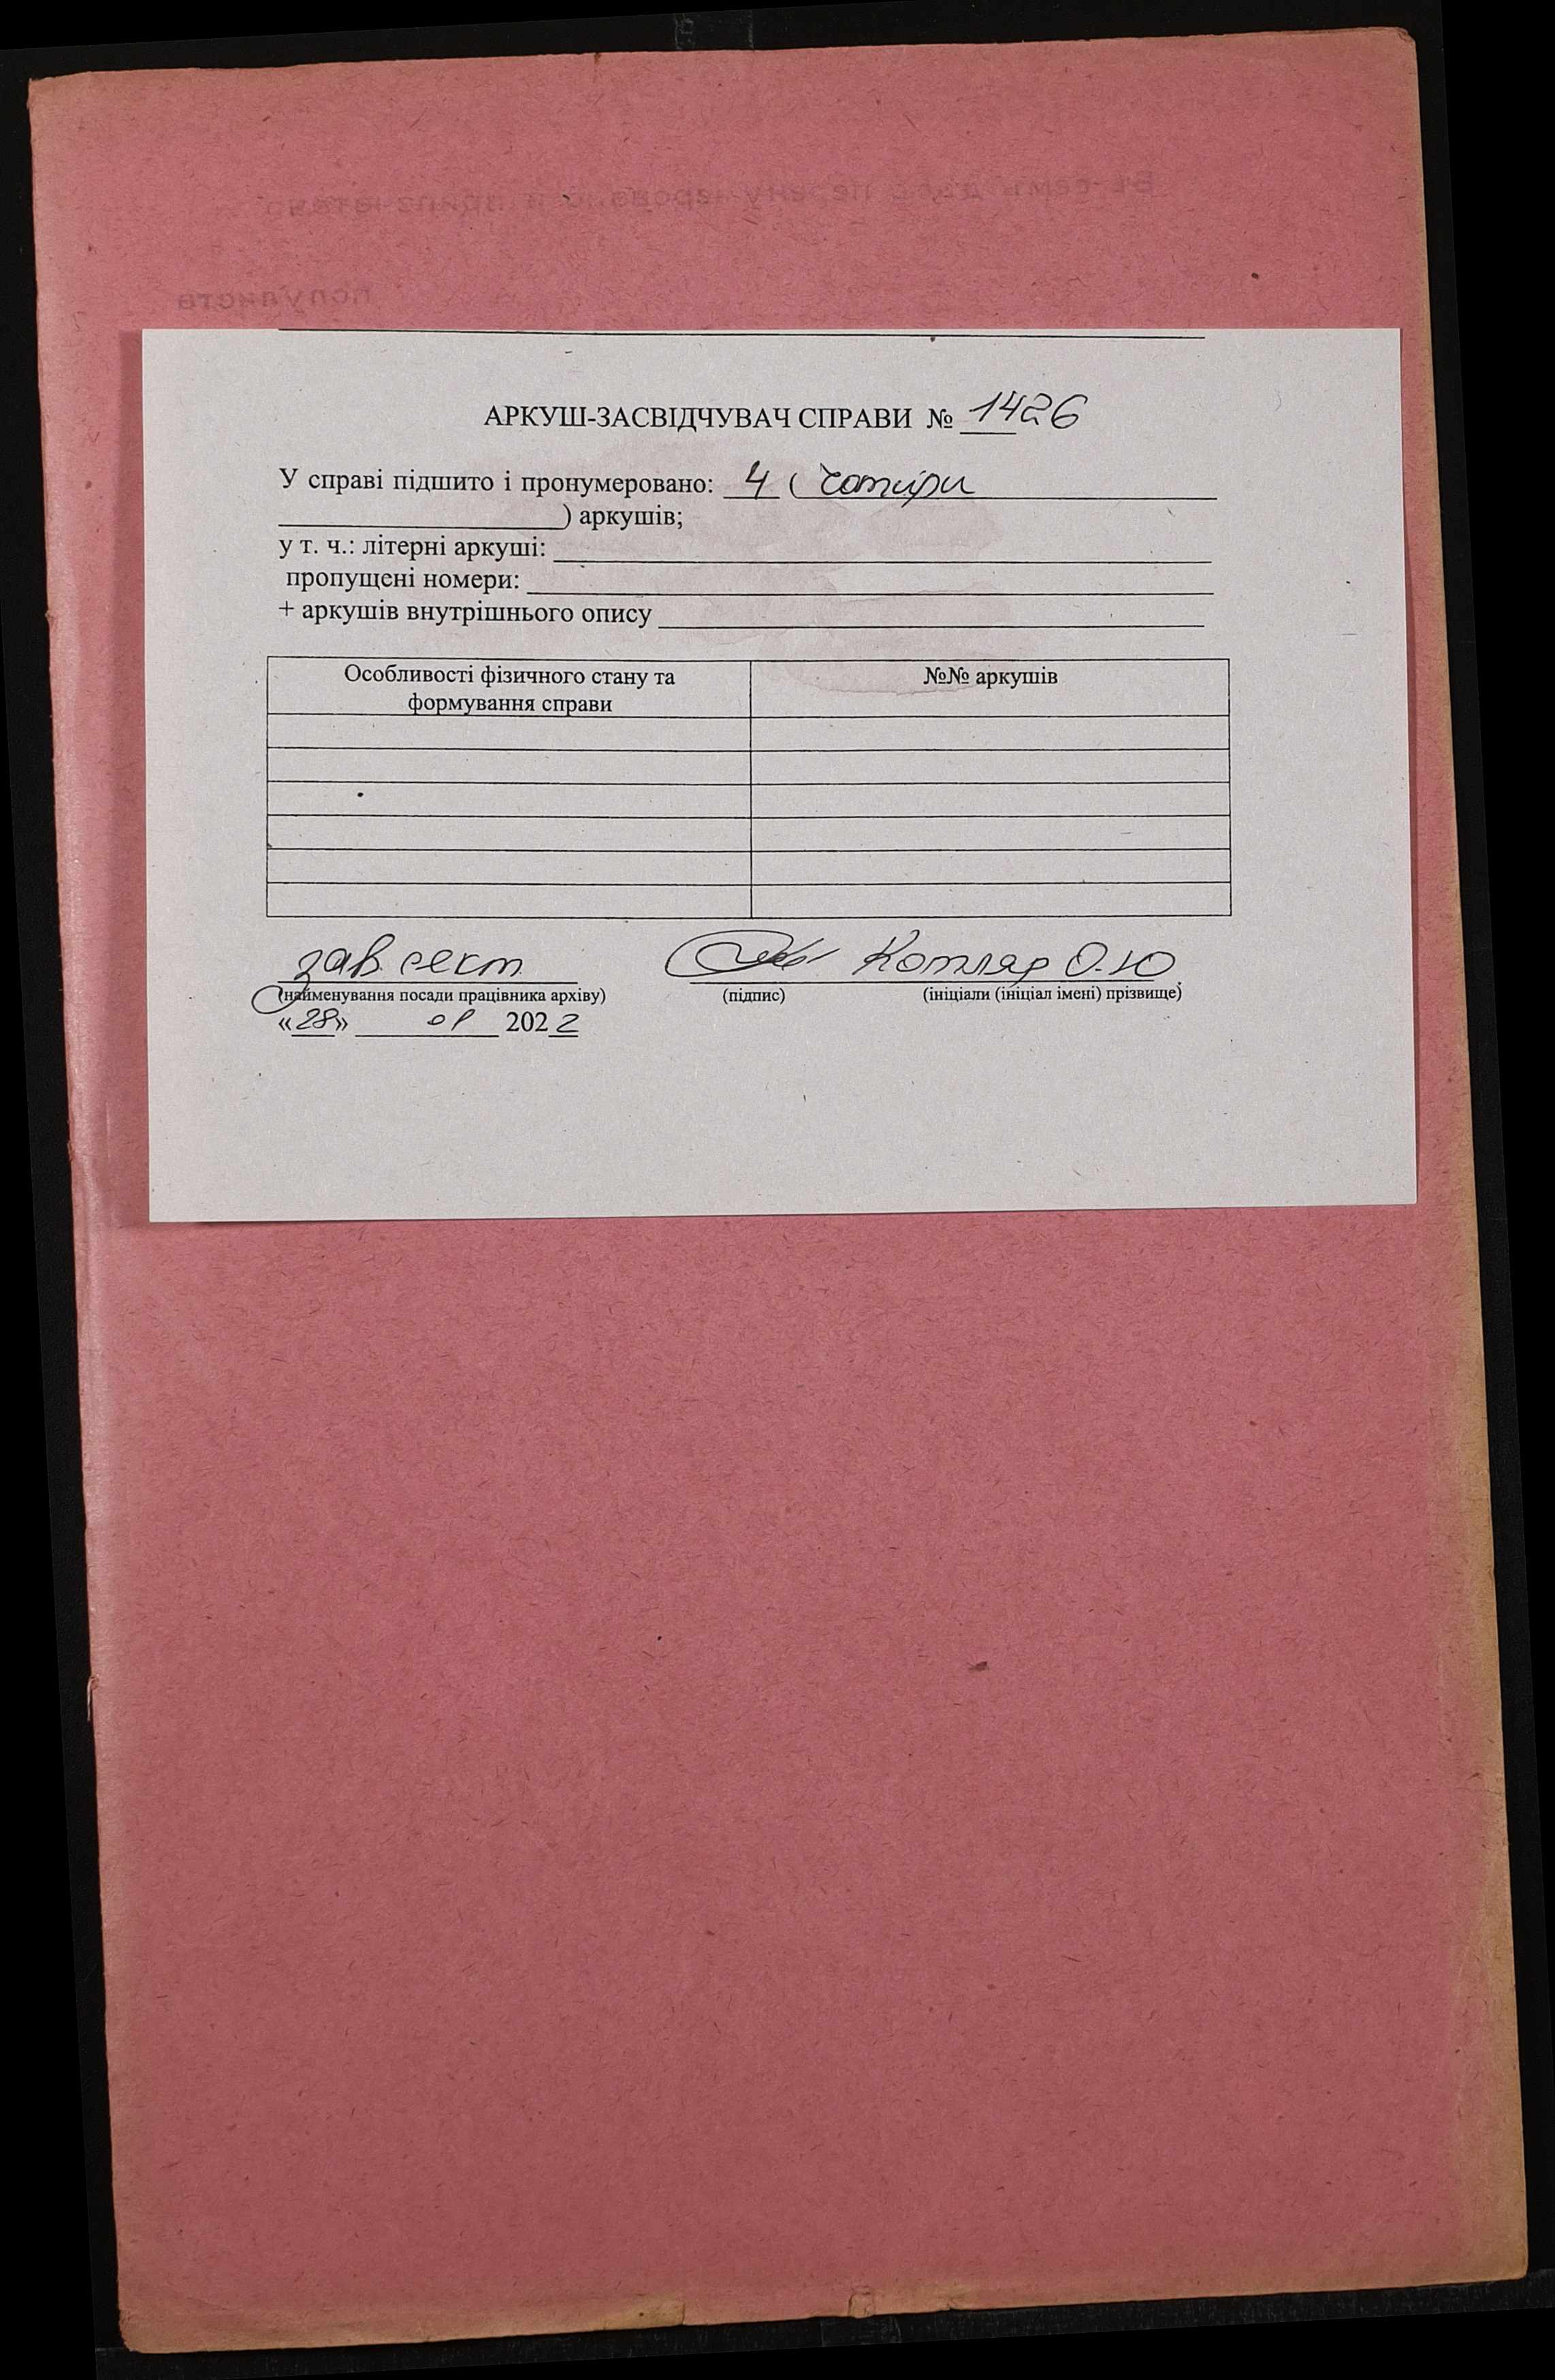 АРКУШ-ЗАСВІДЧУВАЧ СПРАВИ № 1426
У справі підшито і пронумеровано: 4 ( чотири
) аркушів;
у т. ч.: літерні аркуші:
пропущені номери:
+ аркушів внутрішнього опису
Особливості фізичного стану та формування справи №№ аркушів
зав. сект. Котляр О.Ю.
(найменування посади працівника архіву) (підпис) (ініціали (ініціал імені) прізвище)
«28» 01 2022